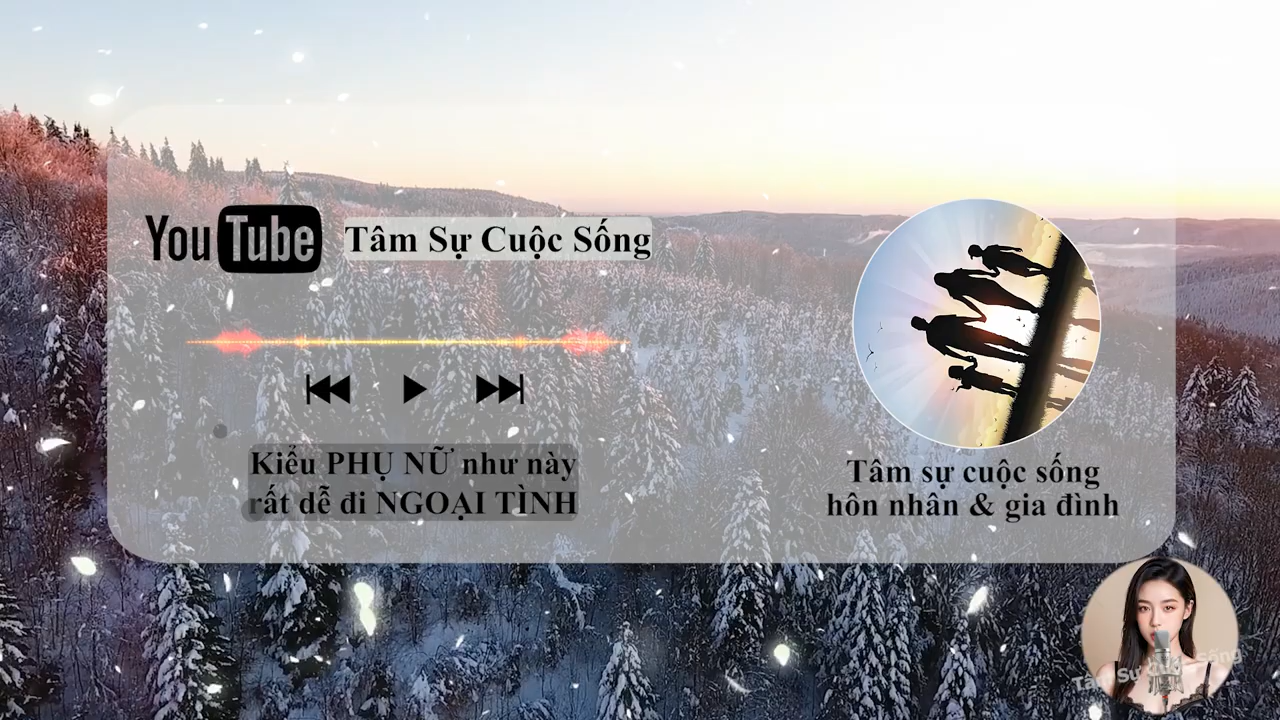 YouTube
Tâm Sự Cuộc Sống
Kiểu PHỤ NỮ như này
rất dễ đi NGOẠI TÌNH
Tâm sự cuộc sống
hôn nhân & gia đình